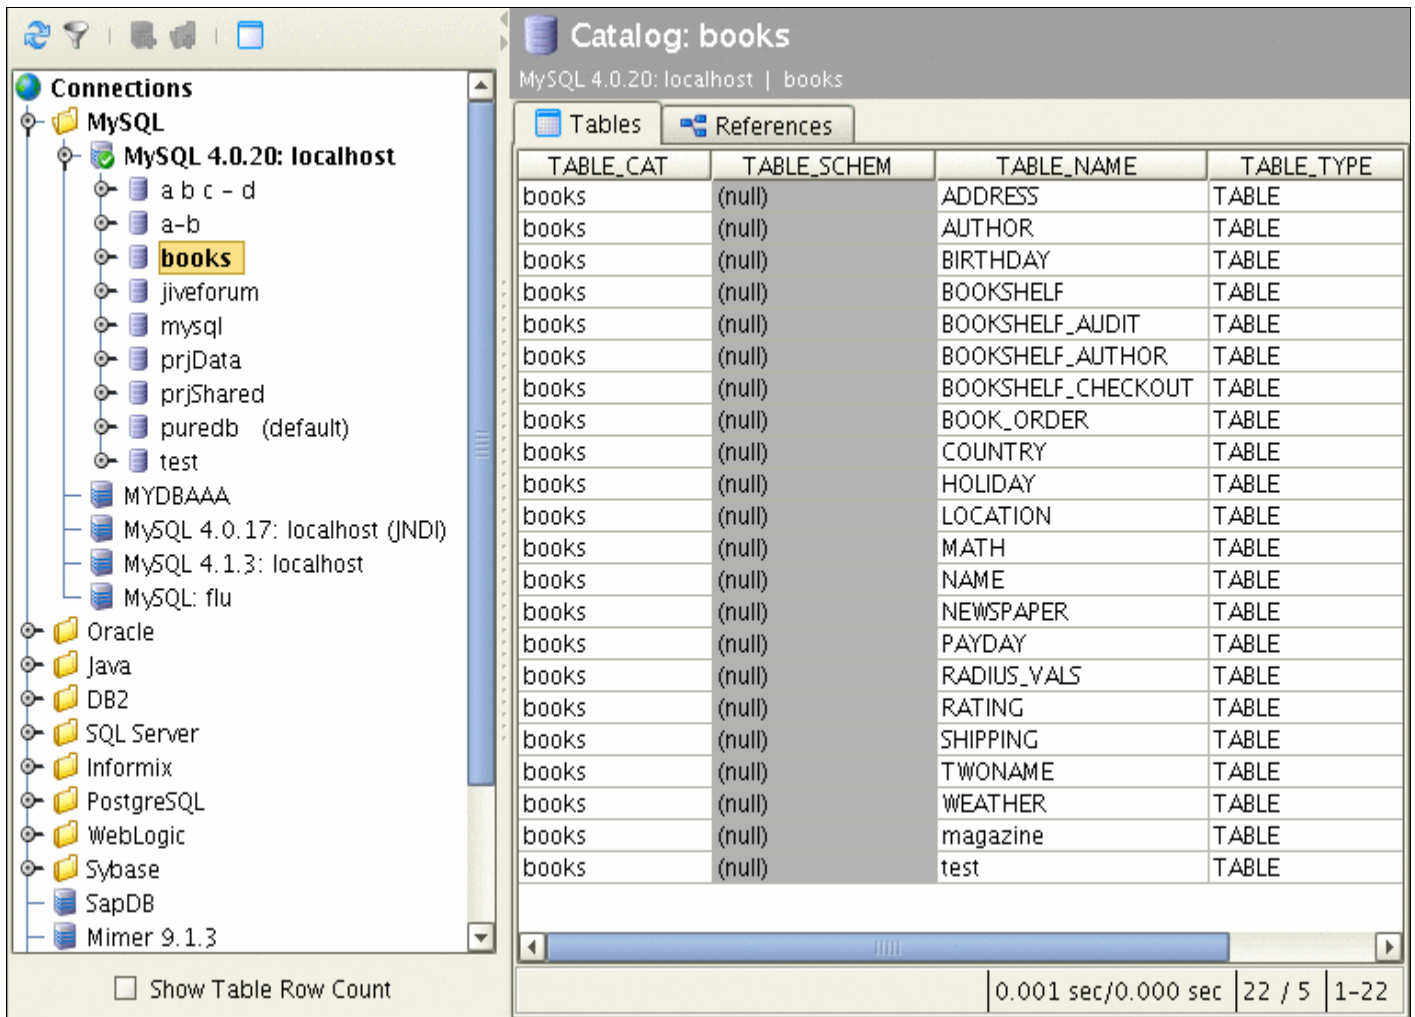 Connections
MySQL
MySQL 4.0.20: localhost
a b c - d
a-b
books
jiveforum
mysql
prjData
prjShared
puredb (default)
test
MYDBAAA
MySQL 4.0.17: localhost (JNDI)
MySQL 4.1.3: localhost
MySQL: flu
Oracle
Java
DB2
SQL Server
Informix
PostgreSQL
WebLogic
Sybase
SapDB
Mimer 9.1.3
Show Table Row Count
Catalog: books
MySQL 4.0.20: localhost | books
Tables References
TABLE_CAT TABLE_SCHEM TABLE_NAME TABLE_TYPE
books (null) ADDRESS TABLE
books (null) AUTHOR TABLE
books (null) BIRTHDAY TABLE
books (null) BOOKSHELF TABLE
books (null) BOOKSHELF_AUDIT TABLE
books (null) BOOKSHELF_AUTHOR TABLE
books (null) BOOKSHELF_CHECKOUT TABLE
books (null) BOOK_ORDER TABLE
books (null) COUNTRY TABLE
books (null) HOLIDAY TABLE
books (null) LOCATION TABLE
books (null) MATH TABLE
books (null) NAME TABLE
books (null) NEWSPAPER TABLE
books (null) PAYDAY TABLE
books (null) RADIUS_VALS TABLE
books (null) RATING TABLE
books (null) SHIPPING TABLE
books (null) TWONAME TABLE
books (null) WEATHER TABLE
books (null) magazine TABLE
books (null) test TABLE
0.001 sec/0.000 sec 22 / 5 1-22